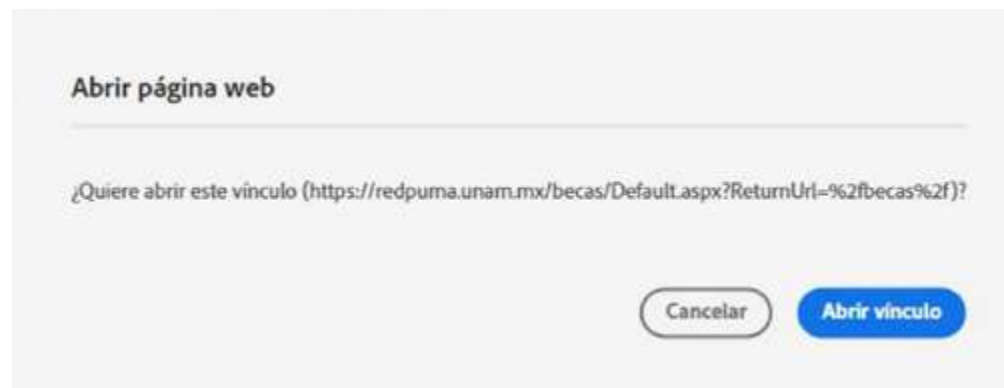 Abrir página web
¿Quiere abrir este vínculo (https://redpuma.unam.mx/becas/Default.aspx?ReturnUrl=%2fbecas%2f)?
Cancelar
Abrir vínculo